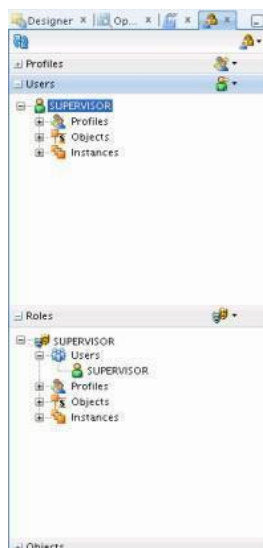 Designer Op...
Profiles
Users
SUPERVISOR
Profiles
Objects
Instances
Roles
SUPERVISOR
Users
SUPERVISOR
Profiles
Objects
Instances
Objects